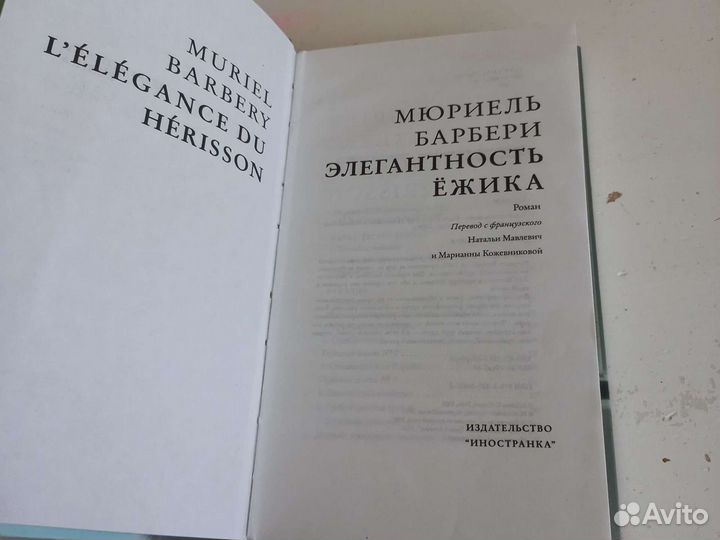 MURIEL
BARBERY
L'ÉLÉGANCE DU
HÉRISSON
МЮРИЕЛЬ
БАРБЕРИ
ЭЛЕГАНТНОСТЬ
ЁЖИКА
Роман
Перевод с французского
Натальи Мавлевич
и Марианны Кожевниковой
ИЗДАТЕЛЬСТВО
"ИНОСТРАНКА"
Avito